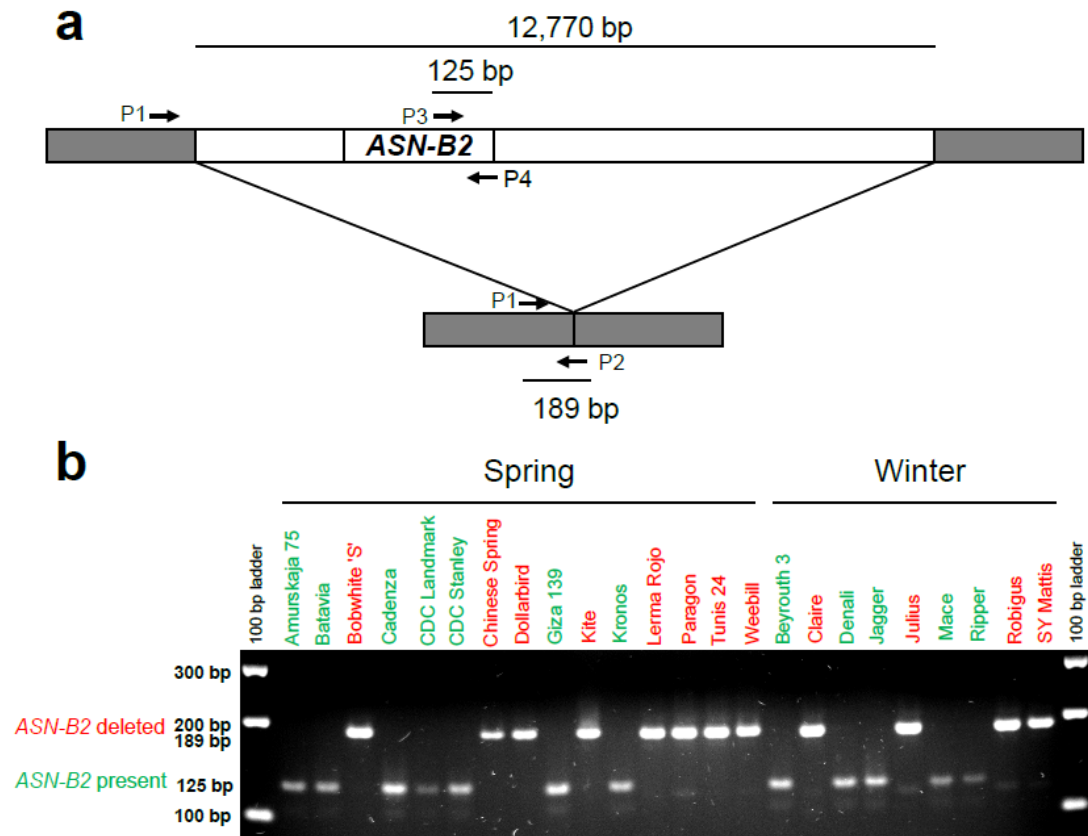 a
12,770 bp
125 bp
P1
P3
ASN-B2
P4
P1
P2
189 bp
b
Spring
Winter
100 bp ladder
Amurskaja 75
Batavia
Bobwhite 'S'
Cadenza
CDC Landmark
CDC Stanley
Chinese Spring
Dollarbird
Giza 139
Kite
Kronos
Lerma Rojo
Paragon
Tunis 24
Weebill
Beyrouth 3
Claire
Denali
Jagger
Julius
Mace
Ripper
Robigus
SY Mattis
100 bp ladder
300 bp
ASN-B2 deleted
200 bp
189 bp
ASN-B2 present
125 bp
100 bp